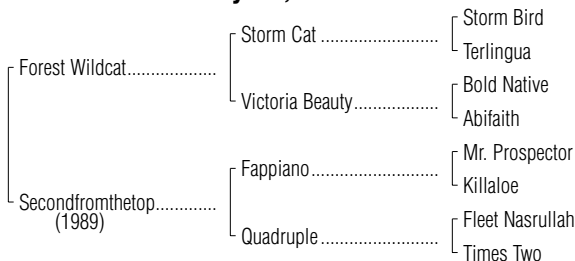 Storm Bird
Storm Cat ........................
Terlingua
Forest Wildcat..................
Bold Native
Victoria Beauty.................
Abifaith
Mr. Prospector
Fappiano..........................
Killaloe
Secondfromthetop............
(1989)
Fleet Nasrullah
Quadruple ........................
Times Two